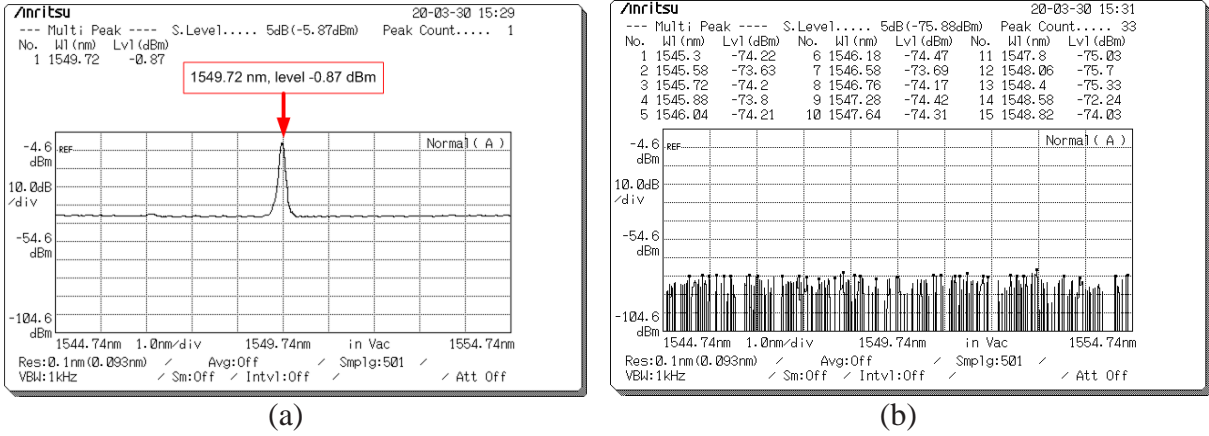 /Inritsu 20-03-30 15:29
--- Multi Peak ---- S.Level..... 5dB(-5.87dBm) Peak Count..... 1
No. Wl(nm) Lvl(dBm)
1 1549.72 -0.87
1549.72 nm, level -0.87 dBm
Normal( A )
-4.6 REF
dBm
10.0dB
/div
-54.6
dBm
-104.6
dBm
1544.74nm 1.0nm/div 1549.74nm in Vac 1554.74nm
Res:0.1nm(0.093nm) / Avg:Off / Smplg:501 /
VBW:1kHz / Sm:Off / Intvl:Off / / Att Off
(a)
/Inritsu 20-03-30 15:31
--- Multi Peak ---- S.Level..... 5dB(-75.88dBm) Peak Count..... 33
No. Wl(nm) Lvl(dBm) No. Wl(nm) Lvl(dBm) No. Wl(nm) Lvl(dBm)
1 1545.3 -74.22 6 1546.18 -74.47 11 1547.8 -75.03
2 1545.58 -73.63 7 1546.58 -73.69 12 1548.06 -75.7
3 1545.72 -74.2 8 1546.76 -74.17 13 1548.4 -75.33
4 1545.88 -73.8 9 1547.28 -74.42 14 1548.58 -72.24
5 1546.04 -74.21 10 1547.64 -74.31 15 1548.82 -74.03
Normal( A )
-4.6 REF
dBm
10.0dB
/div
-54.6
dBm
-104.6
dBm
1544.74nm 1.0nm/div 1549.74nm in Vac 1554.74nm
Res:0.1nm(0.093nm) / Avg:Off / Smplg:501 /
VBW:1kHz / Sm:Off / Intvl:Off / / Att Off
(b)